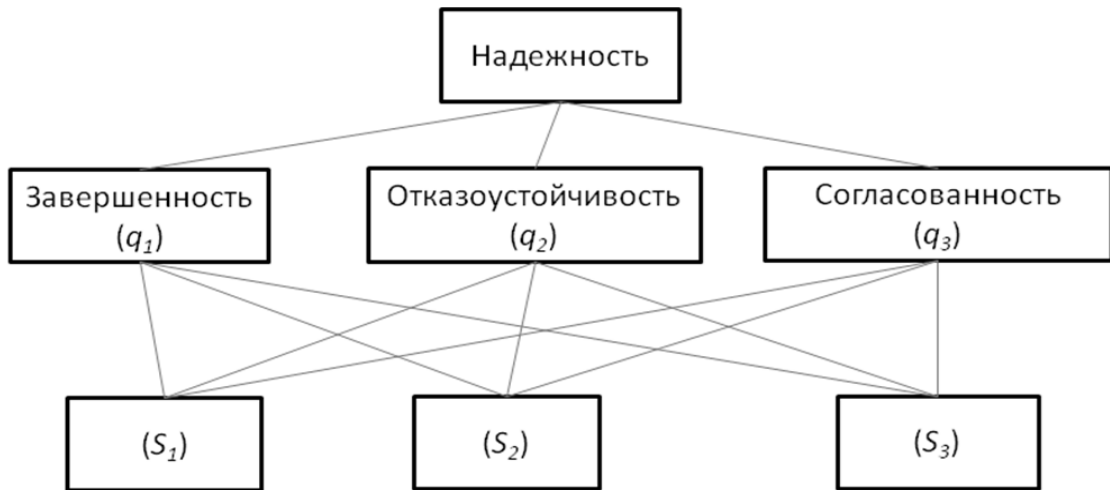 Надежность
Завершенность
(q₁)
Отказоустойчивость
(q₂)
Согласованность
(q₃)
(S₁)
(S₂)
(S₃)